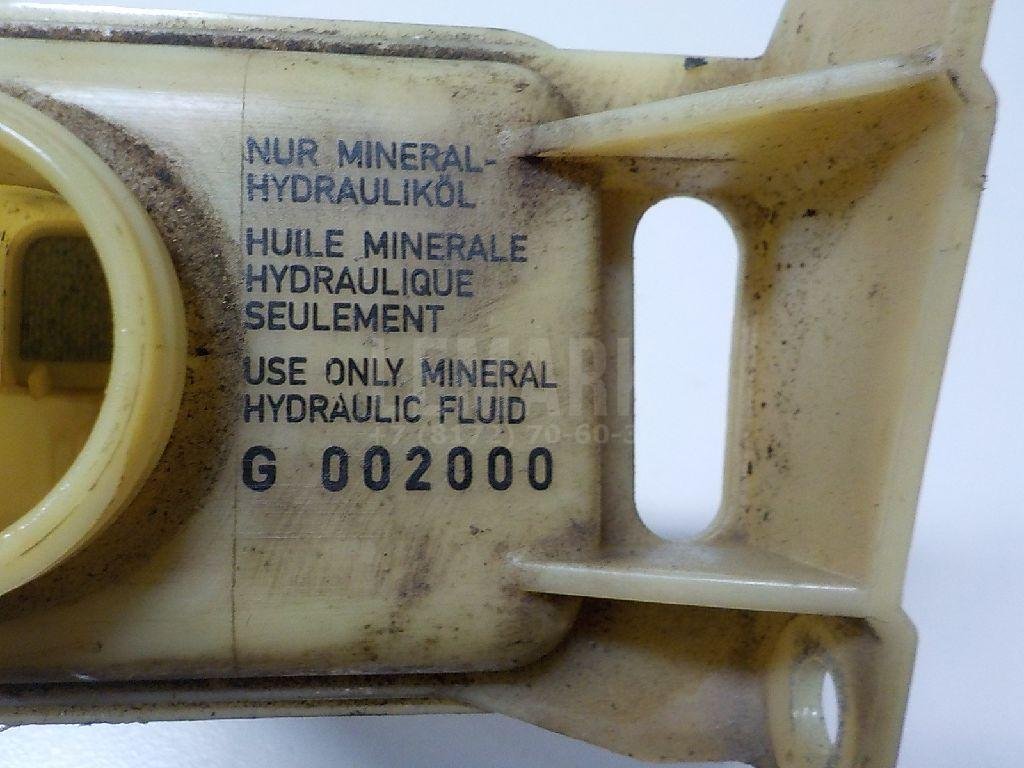 NUR MINERAL-
HYDRAULIKÖL
HUILE MINERALE
HYDRAULIQUE
SEULEMENT
USE ONLY MINERAL
HYDRAULIC FLUID
G 002000